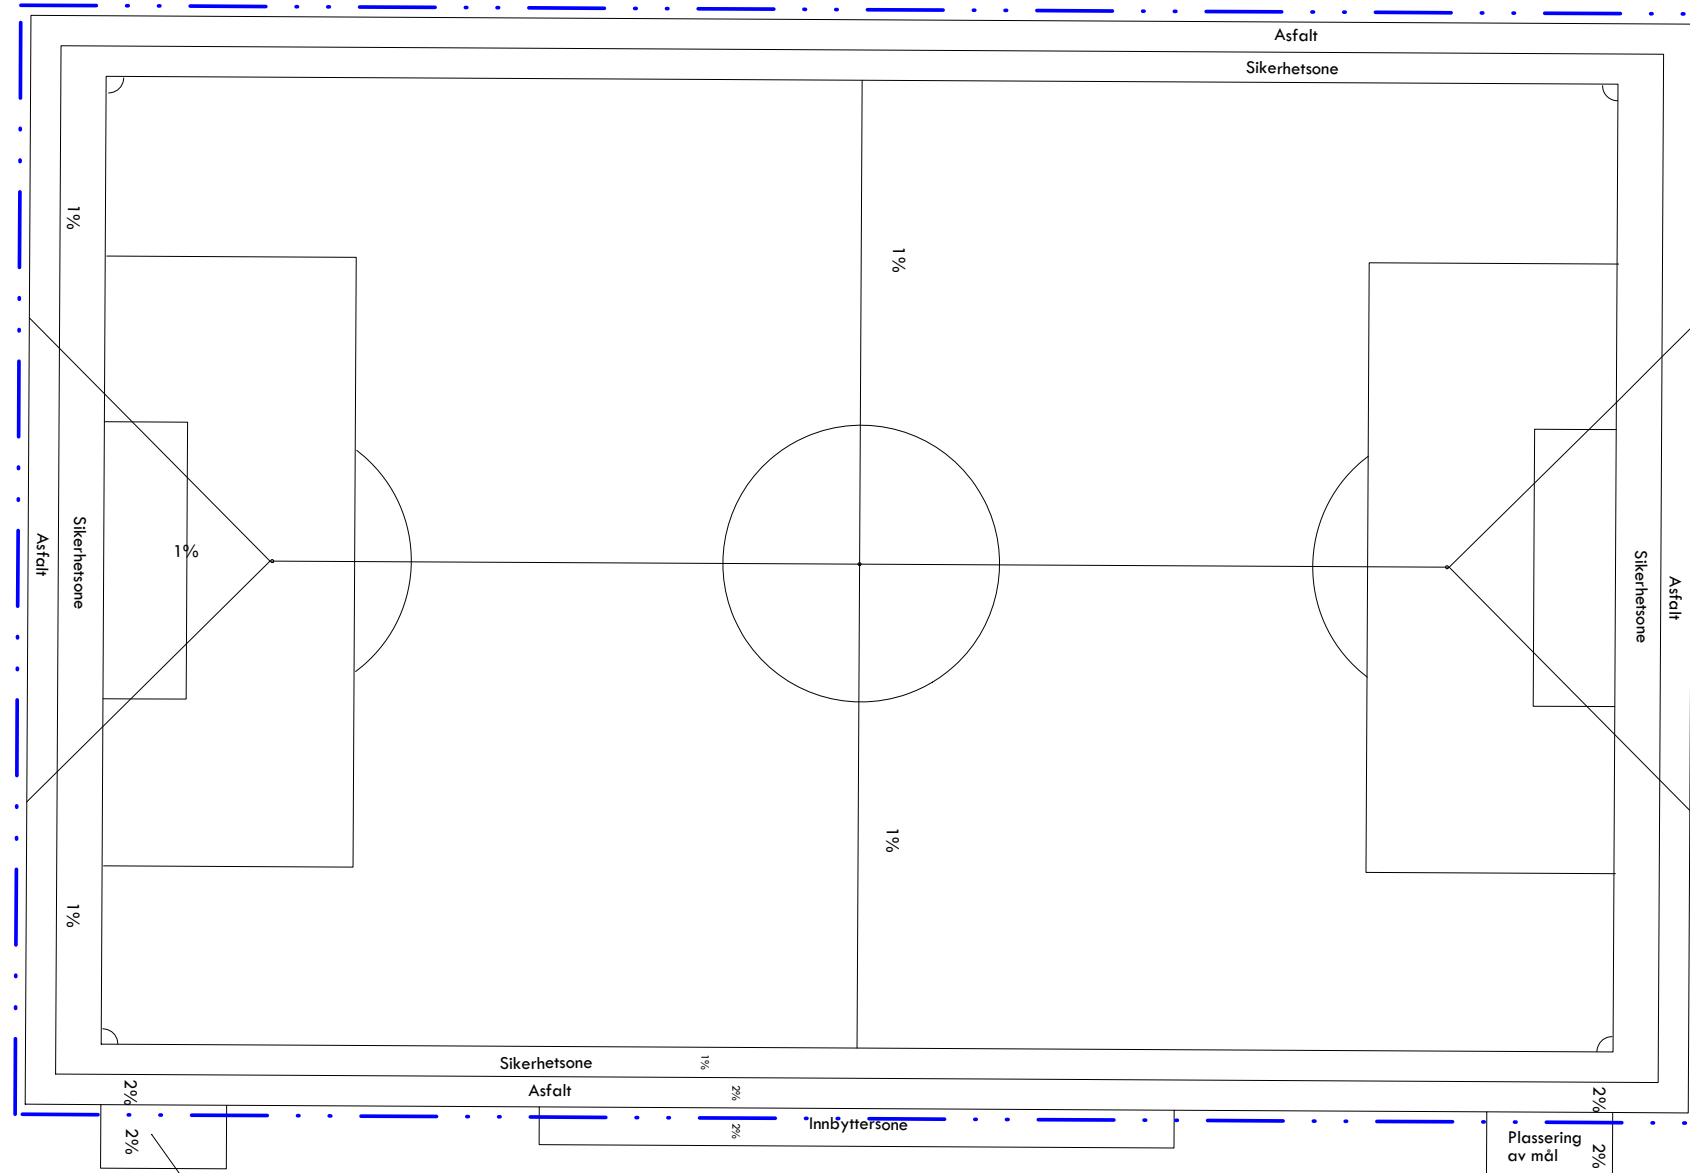 Asfalt
Sikerhetsone
1%
1%
1%
Asfalt
Sikerhetsone
Sikerhetsone
Asfalt
1%
1%
Sikerhetsone
1%
Asfalt
2%
2%
2%
2%
2%
Innbyttersone
Plassering
av mål
2%
1%